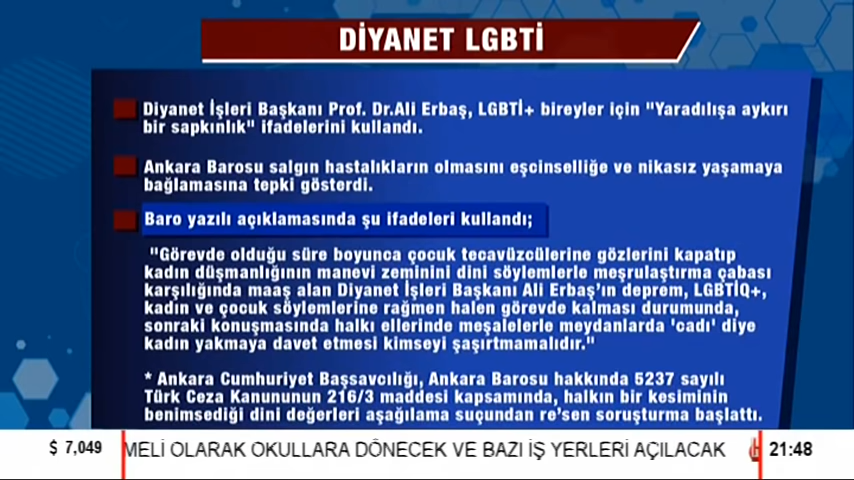 DİYANET LGBTİ
Diyanet İşleri Başkanı Prof. Dr.Ali Erbaş, LGBTİ+ bireyler için "Yaradılışa aykırı
bir sapkınlık" ifadelerini kullandı.
Ankara Barosu salgın hastalıkların olmasını eşcinselliğe ve nikasız yaşamaya
bağlamasına tepki gösterdi.
Baro yazılı açıklamasında şu ifadeleri kullandı;
"Görevde olduğu süre boyunca çocuk tecavüzcülerine gözlerini kapatıp
kadın düşmanlığının manevi zeminini dini söylemlerle meşrulaştırma çabası
karşılığında maaş alan Diyanet İşleri Başkanı Ali Erbaş'ın deprem, LGBTİQ+,
kadın ve çocuk söylemlerine rağmen halen görevde kalması durumunda,
sonraki konuşmasında halkı ellerinde meşalelerle meydanlarda 'cadı' diye
kadın yakmaya davet etmesi kimseyi şaşırtmamalıdır."
* Ankara Cumhuriyet Başsavcılığı, Ankara Barosu hakkında 5237 sayılı
Türk Ceza Kanununun 216/3 maddesi kapsamında, halkın bir kesiminin
benimsediği dini değerleri aşağılama suçundan re'sen soruşturma başlattı.
$ 7,049 MELİ OLARAK OKULLARA DÖNECEK VE BAZI İŞ YERLERİ AÇILACAK 21:48